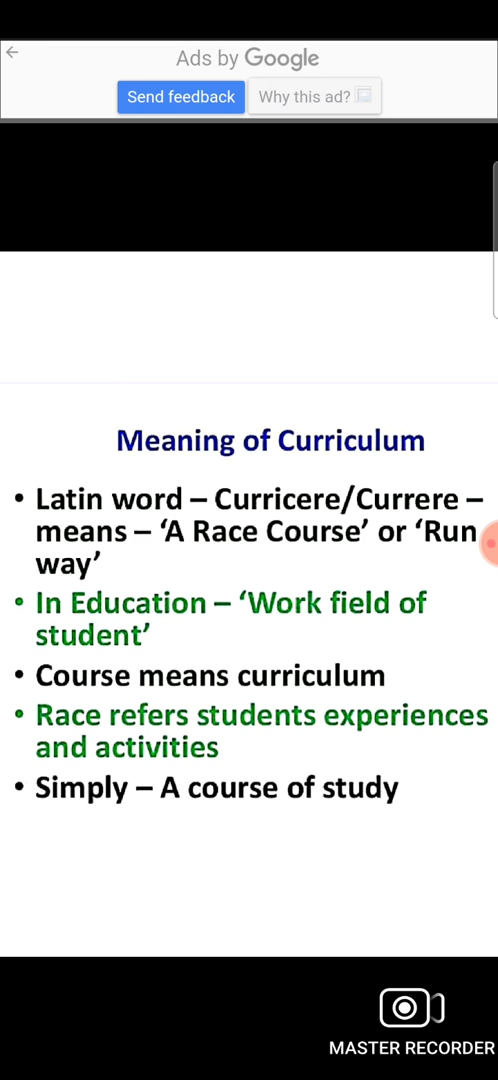 Ads by Google
Send feedback
Why this ad?
Meaning of Curriculum
• Latin word – Curricere/Currere –
means – ‘A Race Course’ or ‘Run
way’
• In Education – ‘Work field of
student’
• Course means curriculum
• Race refers students experiences
and activities
• Simply – A course of study
MASTER RECORDER